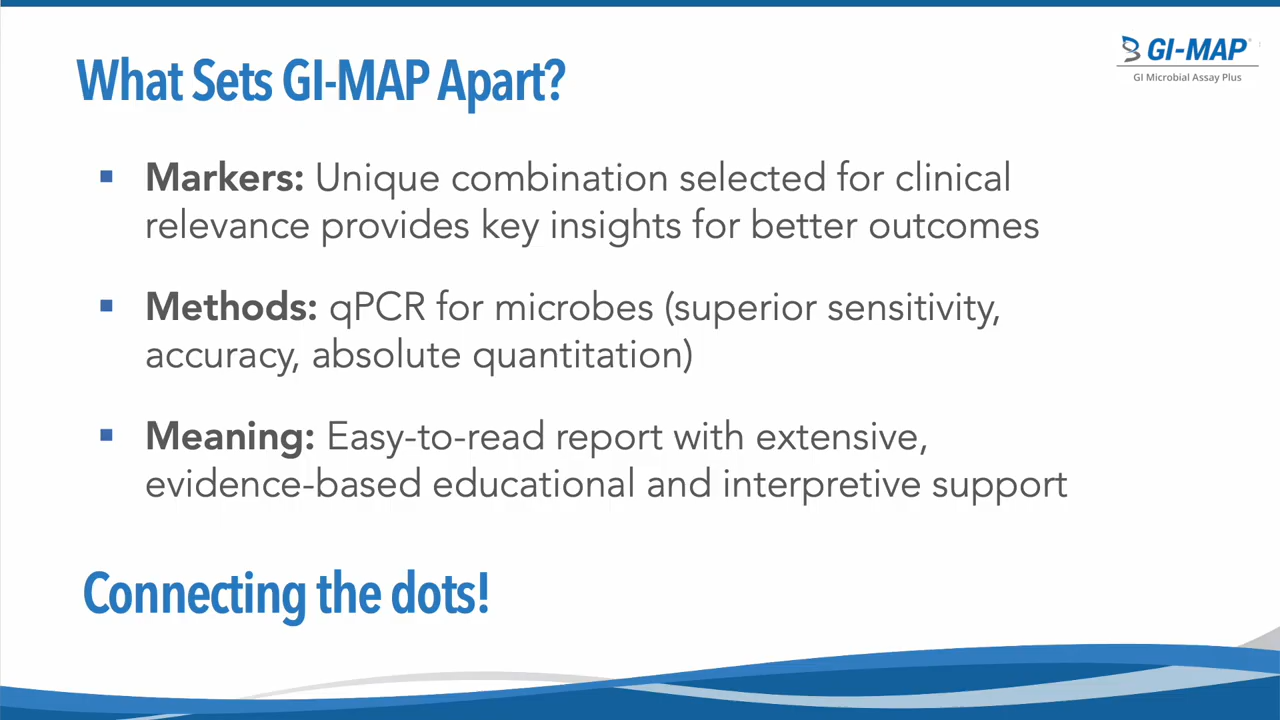 What Sets GI-MAP Apart?
GI-MAP
GI Microbial Assay Plus
▪ Markers: Unique combination selected for clinical
relevance provides key insights for better outcomes
▪ Methods: qPCR for microbes (superior sensitivity,
accuracy, absolute quantitation)
▪ Meaning: Easy-to-read report with extensive,
evidence-based educational and interpretive support
Connecting the dots!